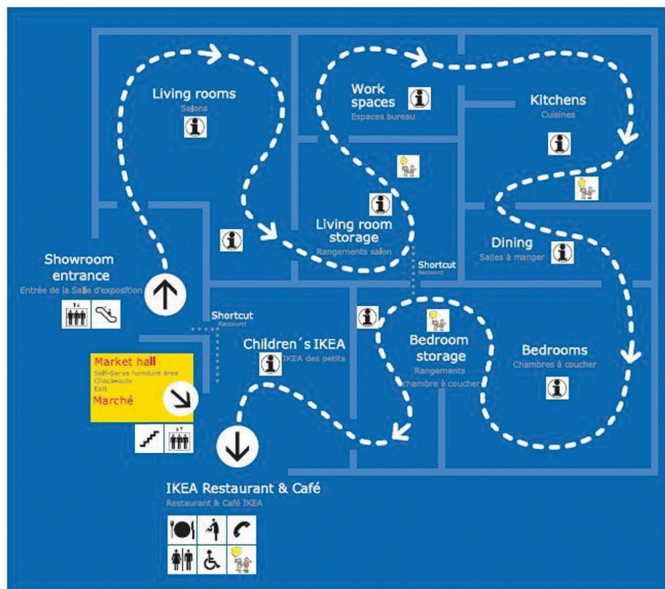 Living rooms
Salons
Work
spaces
Espaces bureau
Kitchens
Cuisines
Living room
storage
Rangements salon
Dining
Salles à manger
Showroom
entrance
Entrée de la Salle d'exposition
Shortcut
Raccourci
Shortcut
Raccourci
Children´s IKEA
IKEA des petits
Bedroom
storage
Rangements
chambre à coucher
Bedrooms
Chambres à coucher
Market hall
Self-Serve furniture area
Check-outs
Exit
Marché
IKEA Restaurant & Café
Restaurant & Café IKEA